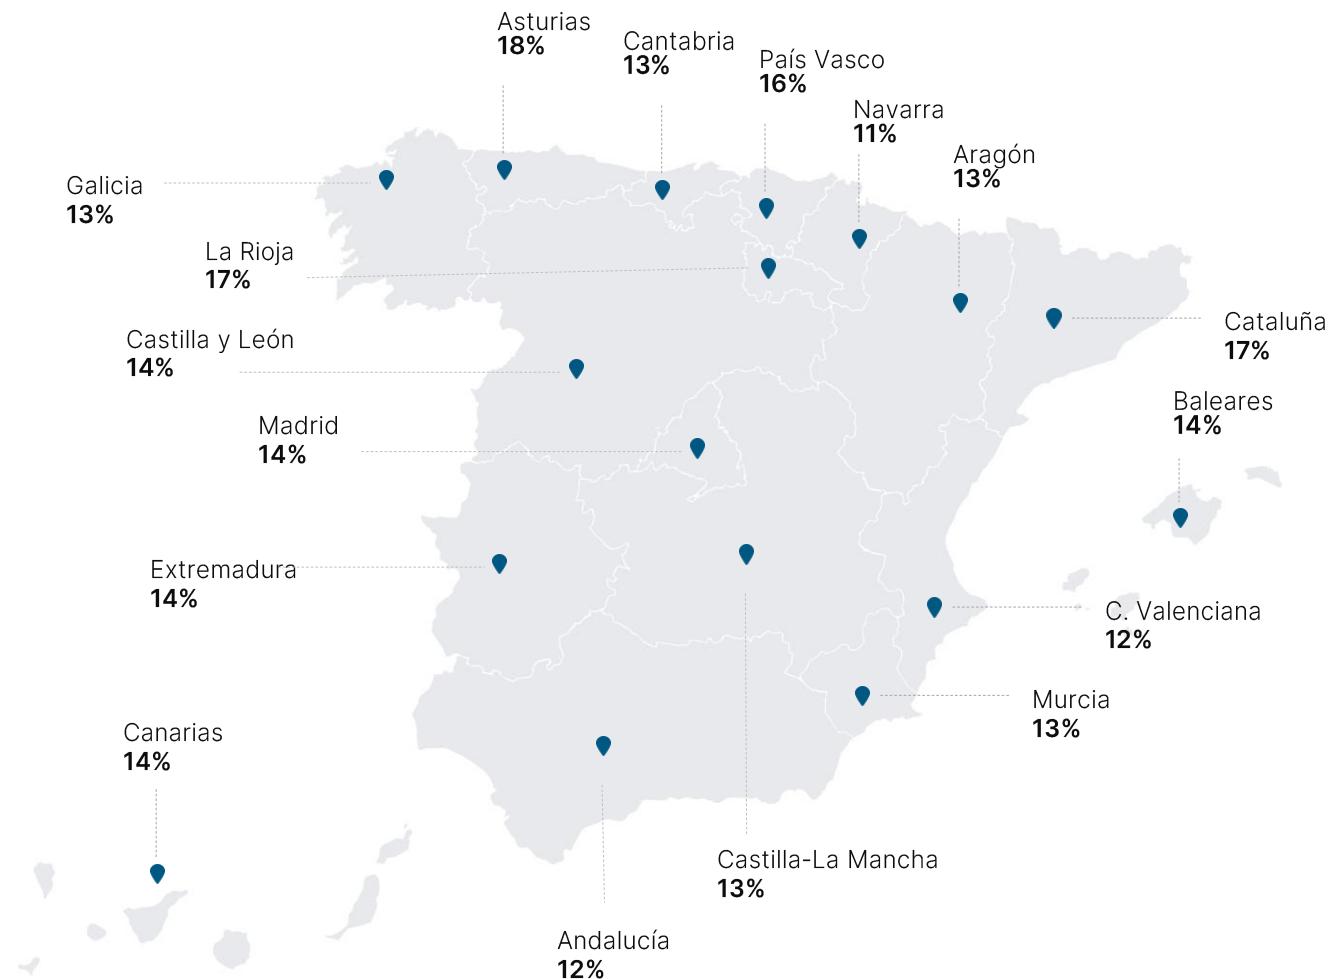 Asturias
18%
Cantabria
13%
País Vasco
16%
Navarra
11%
Aragón
13%
Galicia
13%
La Rioja
17%
Cataluña
17%
Castilla y León
14%
Baleares
14%
Madrid
14%
Extremadura
14%
C. Valenciana
12%
Murcia
13%
Canarias
14%
Castilla-La Mancha
13%
Andalucía
12%